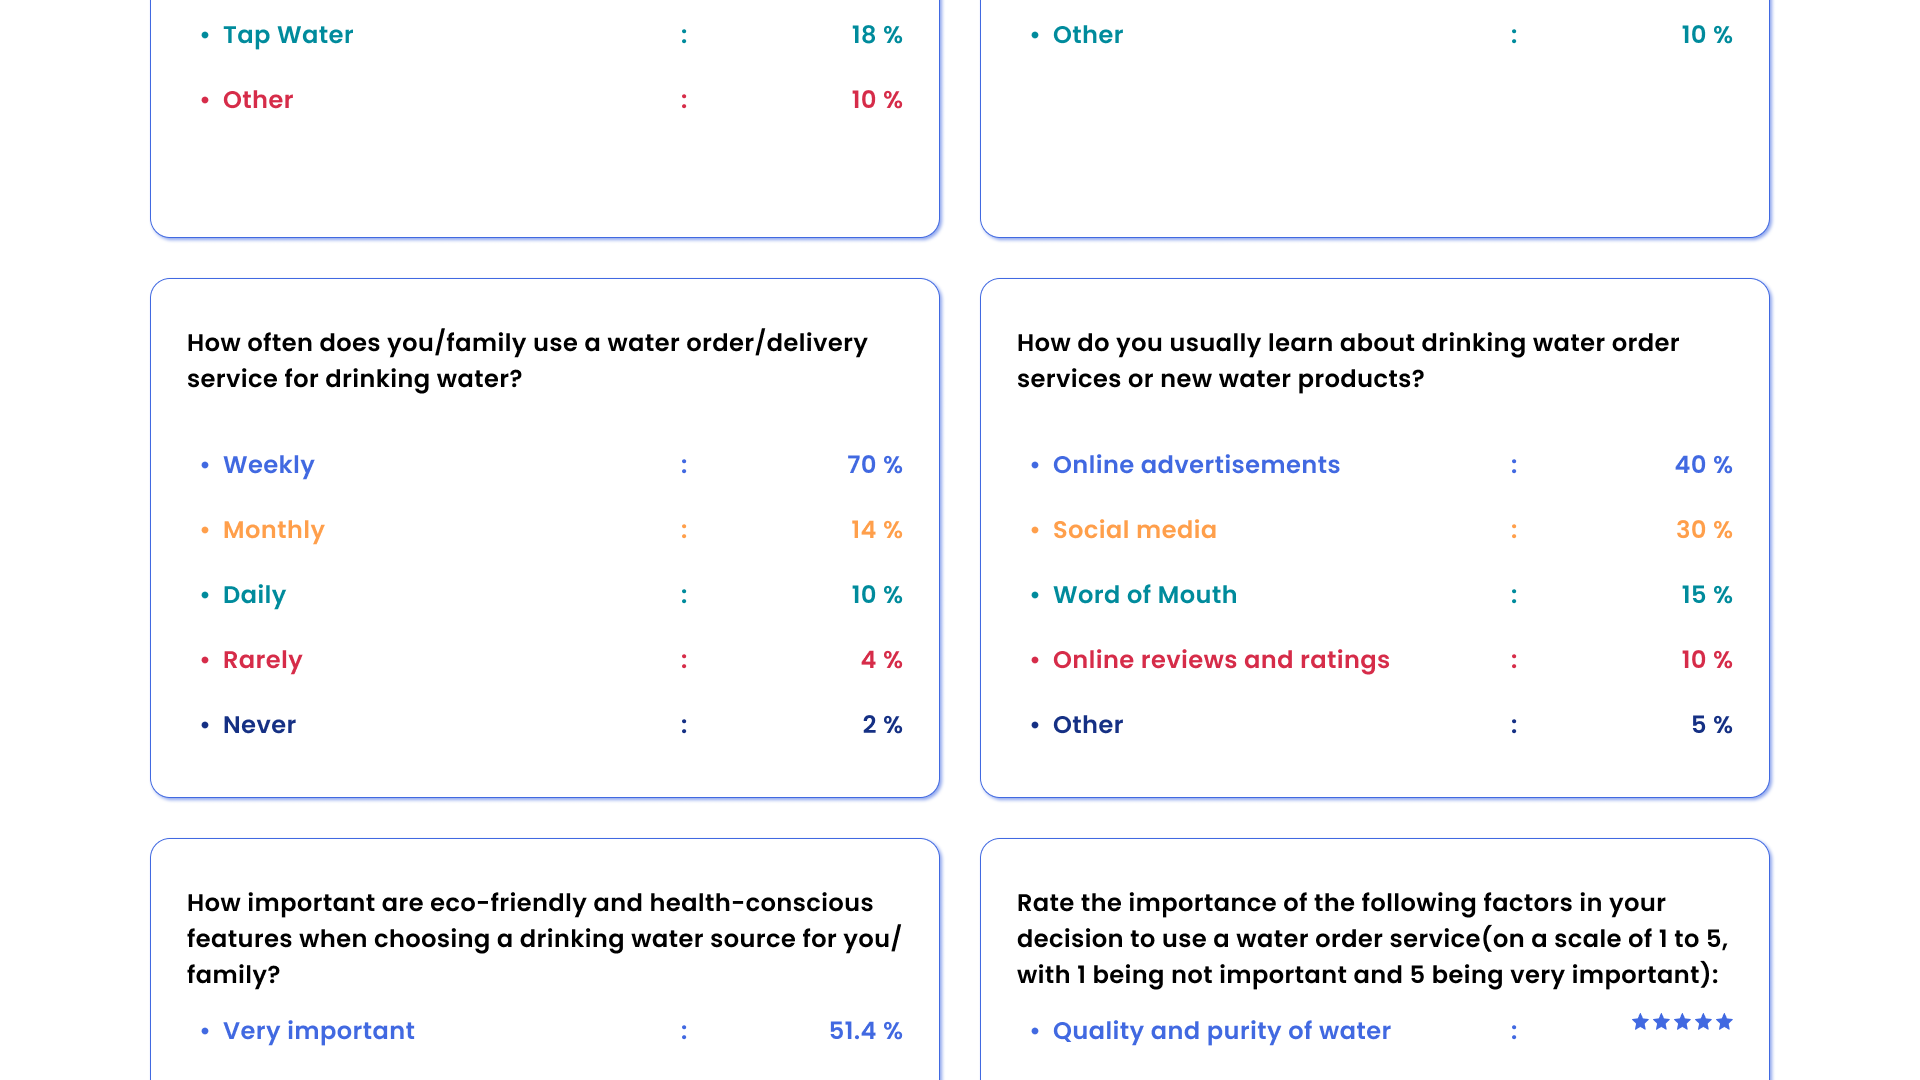 • Tap Water : 18 %
• Other : 10 %
• Other : 10 %
How often does you/family use a water order/delivery
service for drinking water?
• Weekly : 70 %
• Monthly : 14 %
• Daily : 10 %
• Rarely : 4 %
• Never : 2 %
How do you usually learn about drinking water order
services or new water products?
• Online advertisements : 40 %
• Social media : 30 %
• Word of Mouth : 15 %
• Online reviews and ratings : 10 %
• Other : 5 %
How important are eco-friendly and health-conscious
features when choosing a drinking water source for you/
family?
• Very important : 51.4 %
Rate the importance of the following factors in your
decision to use a water order service(on a scale of 1 to 5,
with 1 being not important and 5 being very important):
• Quality and purity of water : ★★★★★